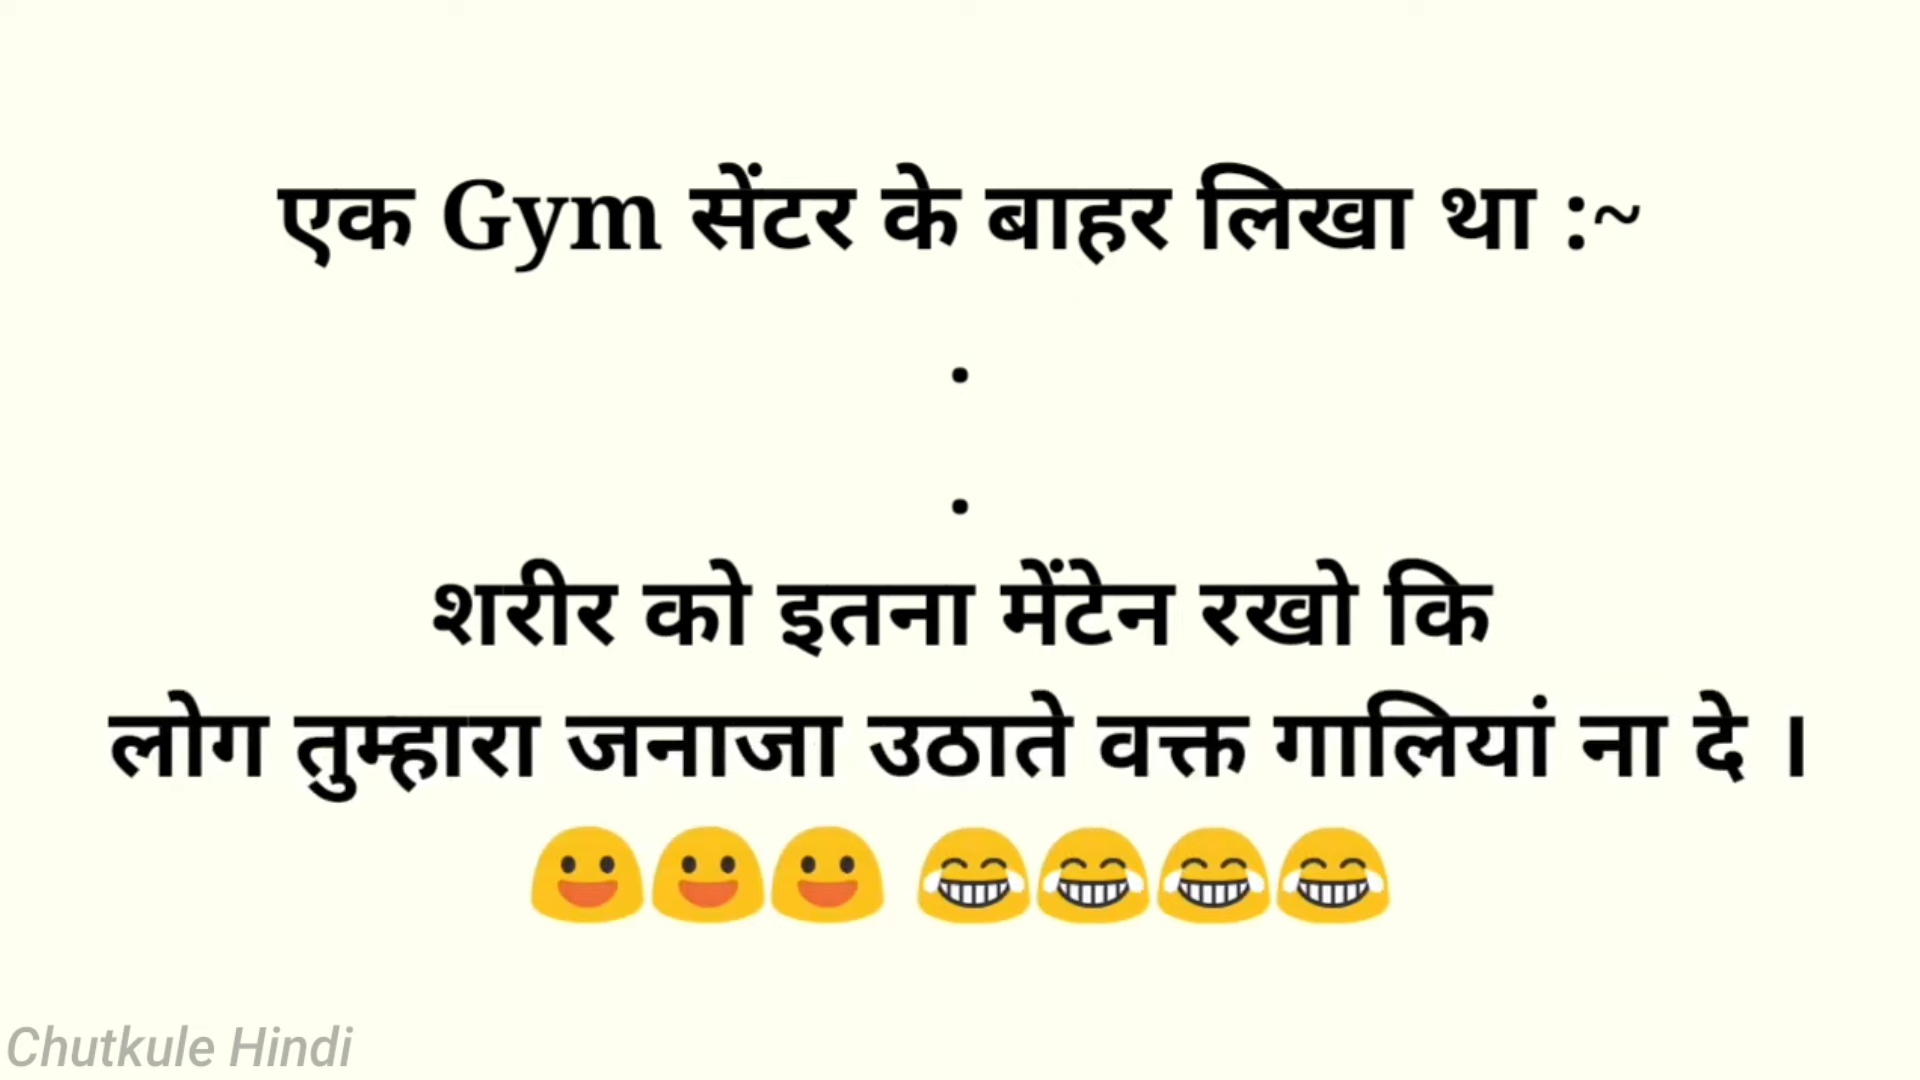 एक Gym सेंटर के बाहर लिखा था :~
.
.
शरीर को इतना मेंटेन रखो कि
लोग तुम्हारा जनाजा उठाते वक्त गालियां ना दे ।
😃😃😃 😂😂😂😂
Chutkule Hindi